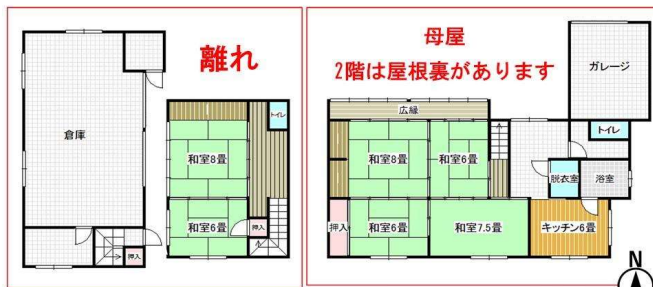 離れ
倉庫
押入
トイレ
和室8畳
和室6畳
押入
母屋
2階は屋根裏があります
ガレージ
広縁
トイレ
和室8畳
和室6畳
脱衣室
浴室
押入
和室6畳
和室7.5畳
キッチン6畳
N